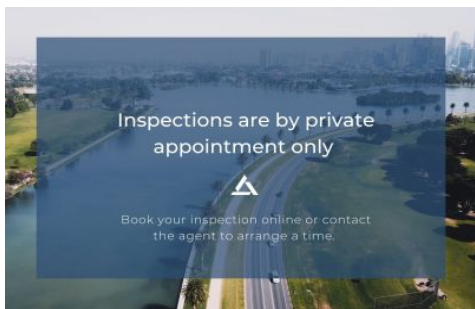 Inspections are by private
appointment only
Book your inspection online or contact
the agent to arrange a time.